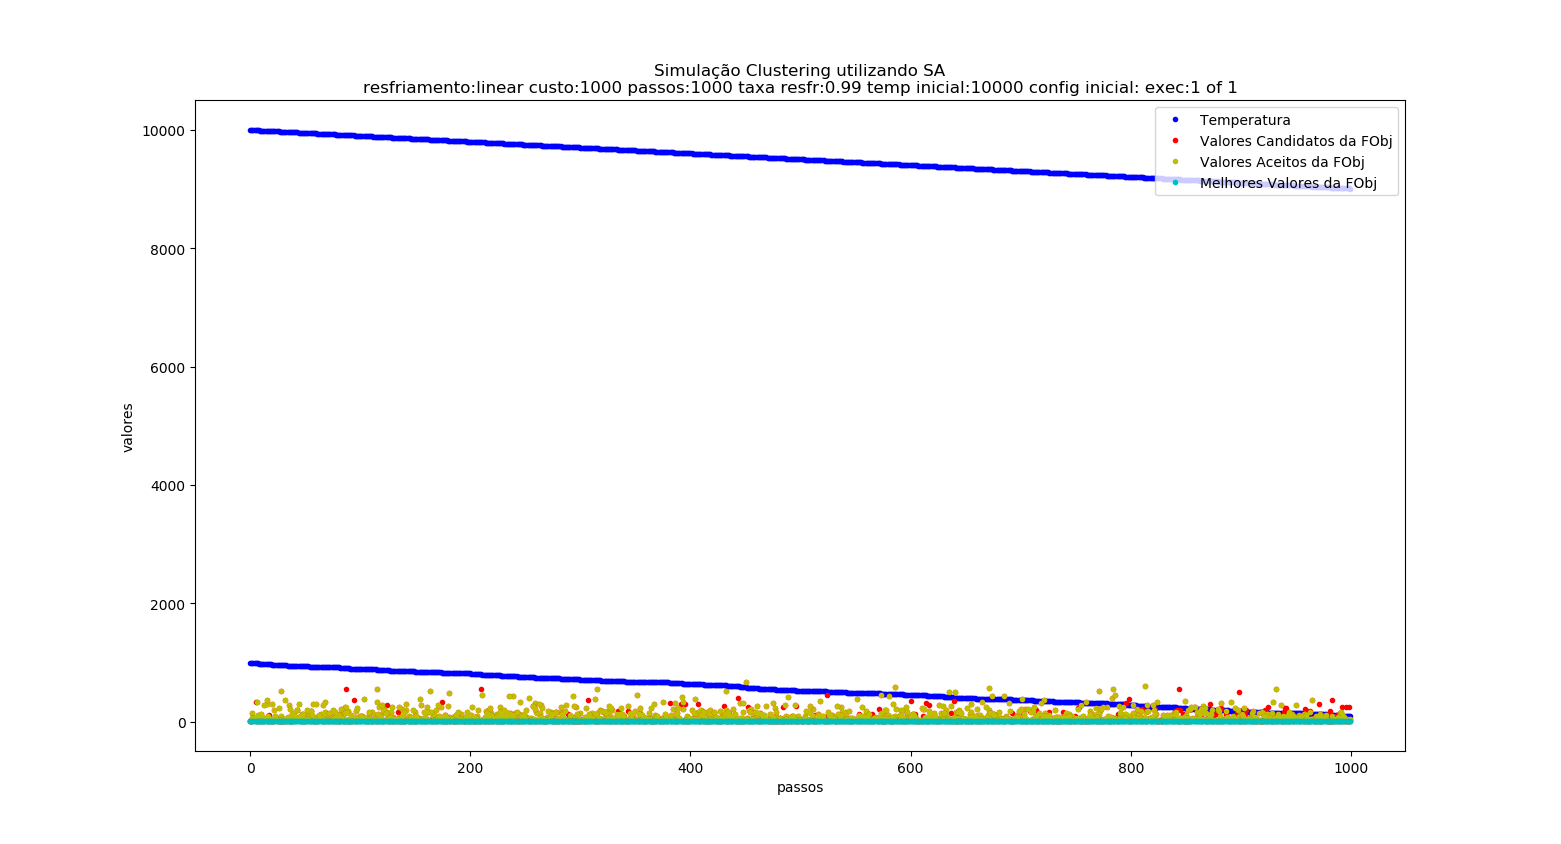 Simulação Clustering utilizando SA
resfriamento:linear custo:1000 passos:1000 taxa resfr:0.99 temp inicial:10000 config inicial: exec:1 of 1
Temperatura
Valores Candidatos da FObj
Valores Aceitos da FObj
Melhores Valores da FObj
10000
8000
6000
4000
2000
0
valores
0 200 400 600 800 1000
passos